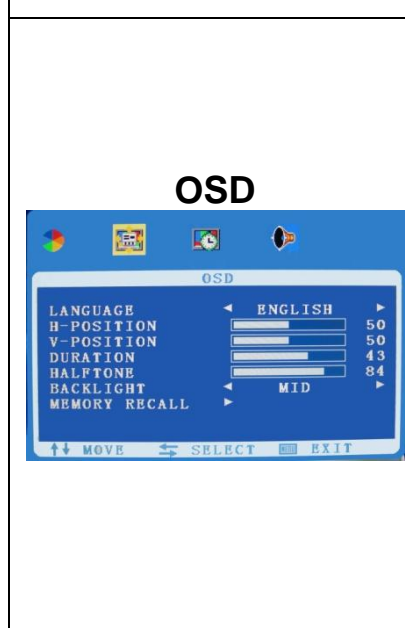 OSD
OSD
LANGUAGE ◄ ENGLISH ►
H-POSITION 50
V-POSITION 50
DURATION 43
HALFTONE 84
BACKLIGHT ◄ MID ►
MEMORY RECALL ►
MOVE SELECT EXIT